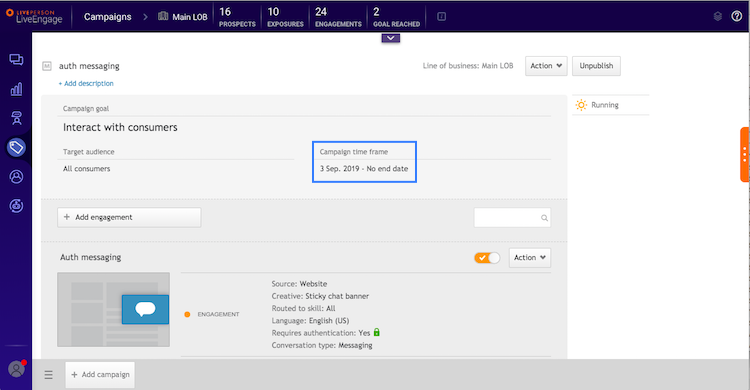 LIVEPERSON
LiveEngage
Campaigns
Main LOB
16
PROSPECTS
10
EXPOSURES
24
ENGAGEMENTS
2
GOAL REACHED
auth messaging
Line of business: Main LOB
Action
Unpublish
+ Add description
Running
Campaign goal
Interact with consumers
Target audience
Campaign time frame
All consumers
3 Sep. 2019 - No end date
+ Add engagement
Auth messaging
Action
Source: Website
Creative: Sticky chat banner
ENGAGEMENT
Routed to skill: All
Language: English (US)
Requires authentication: Yes
Conversation type: Messaging
+ Add campaign